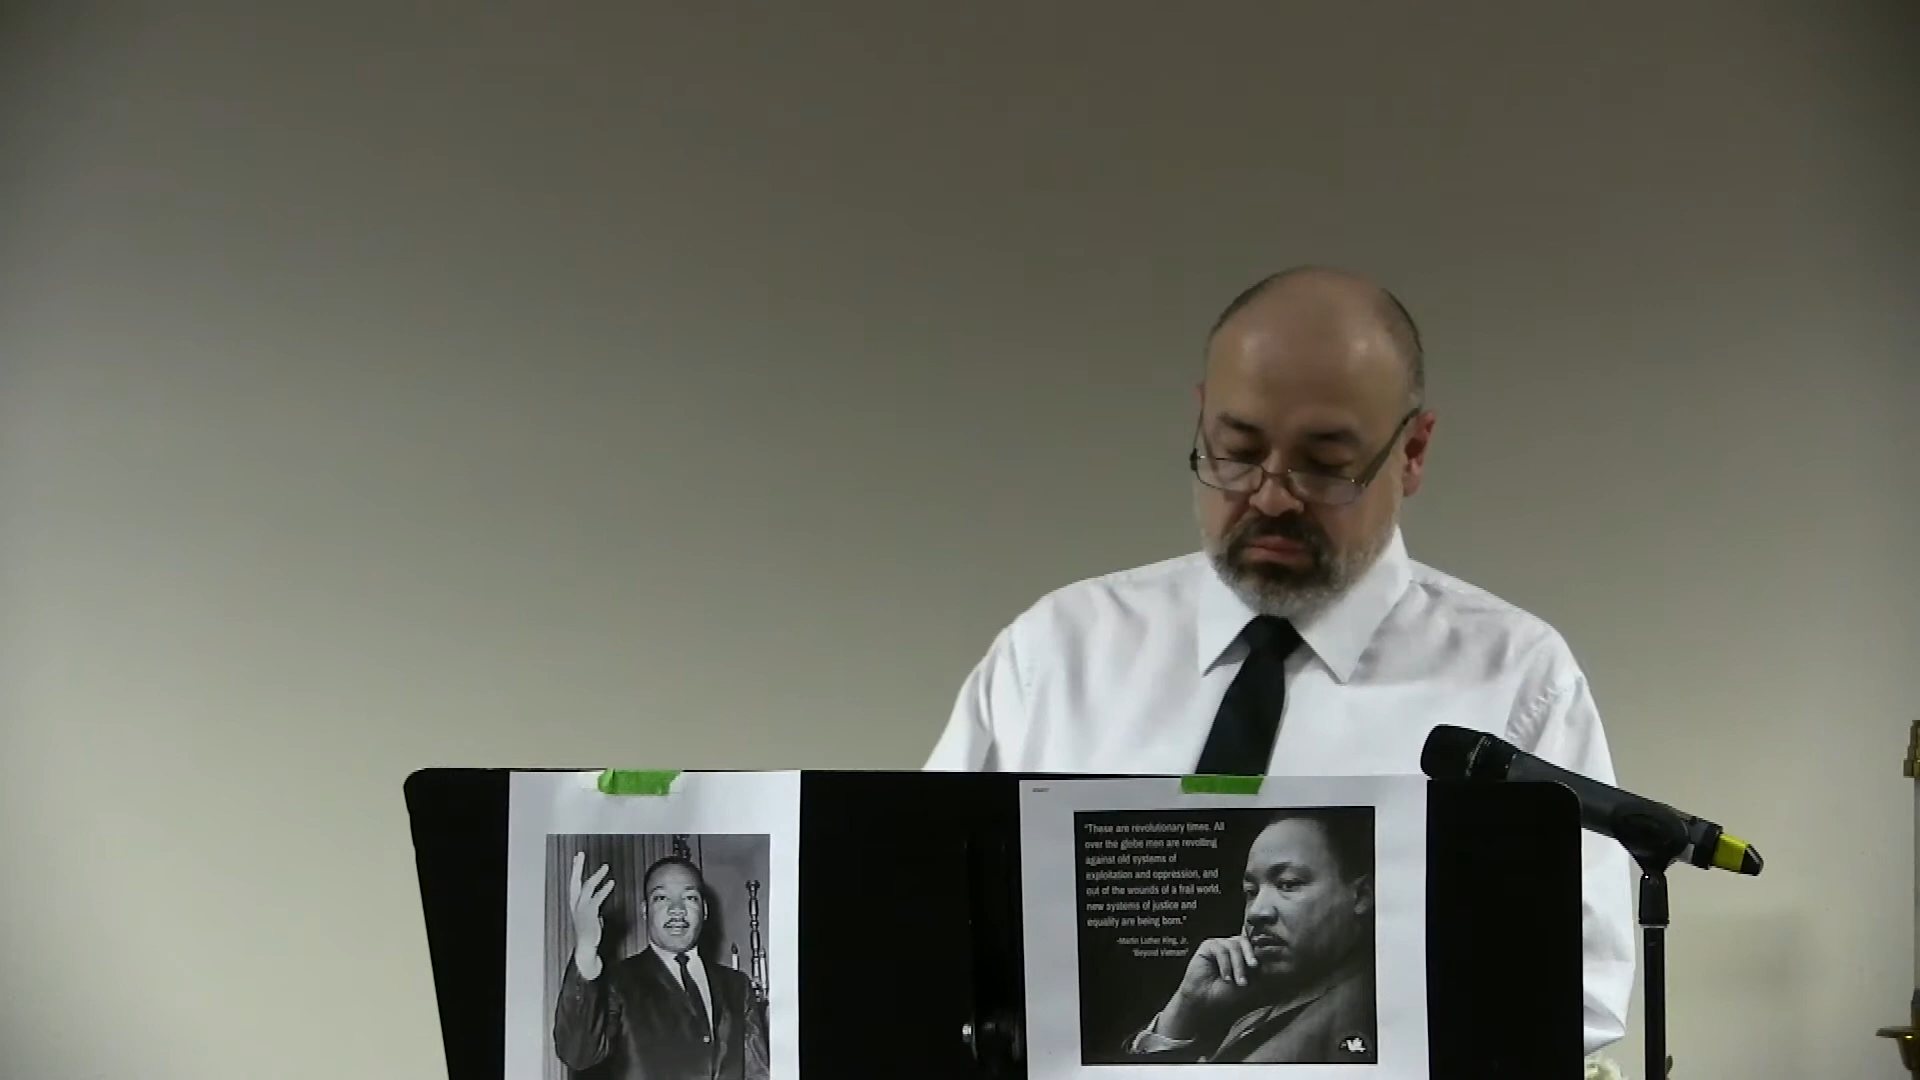 "These are revolutionary times. All
over the globe men are revolting
against old systems of
exploitation and oppression, and
out of the wounds of a frail world,
new systems of justice and
equality are being born."
-Martin Luther King, Jr.
"Beyond Vietnam"